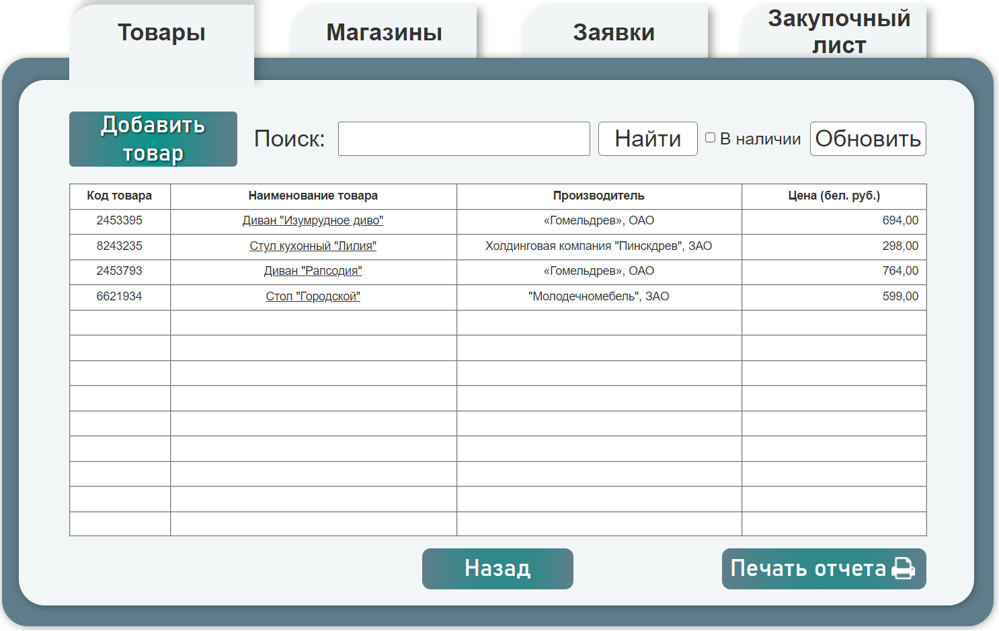 Товары
Магазины
Заявки
Закупочный
лист
Добавить
товар
Поиск:
Найти
В наличии
Обновить
Код товара Наименование товара Производитель Цена (бел. руб.)
2453395 Диван "Изумрудное диво" «Гомельдрев», ОАО 694,00
8243235 Стул кухонный "Лилия" Холдинговая компания "Пинскдрев", ЗАО 298,00
2453793 Диван "Рапсодия" «Гомельдрев», ОАО 764,00
6621934 Стол "Городской" "Молодечномебель", ЗАО 599,00
Назад
Печать отчета